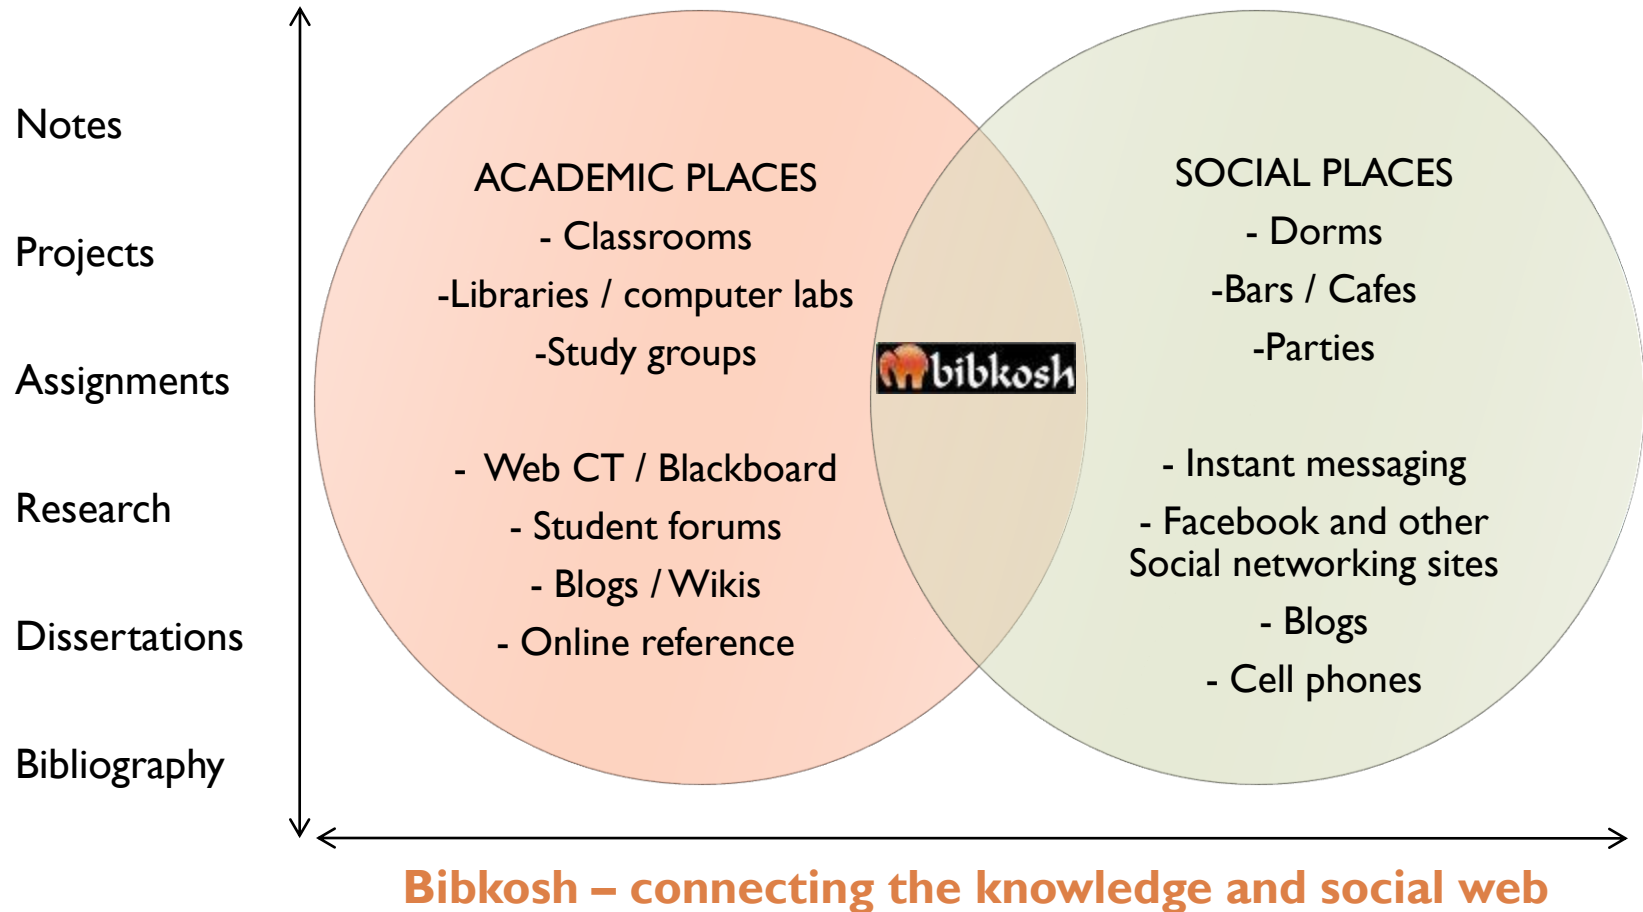 Notes
Projects
Assignments
Research
Dissertations
Bibliography
ACADEMIC PLACES
- Classrooms
-Libraries / computer labs
-Study groups
- Web CT / Blackboard
- Student forums
- Blogs / Wikis
- Online reference
bibkosh
SOCIAL PLACES
- Dorms
-Bars / Cafes
-Parties
- Instant messaging
- Facebook and other
Social networking sites
- Blogs
- Cell phones
Bibkosh – connecting the knowledge and social web